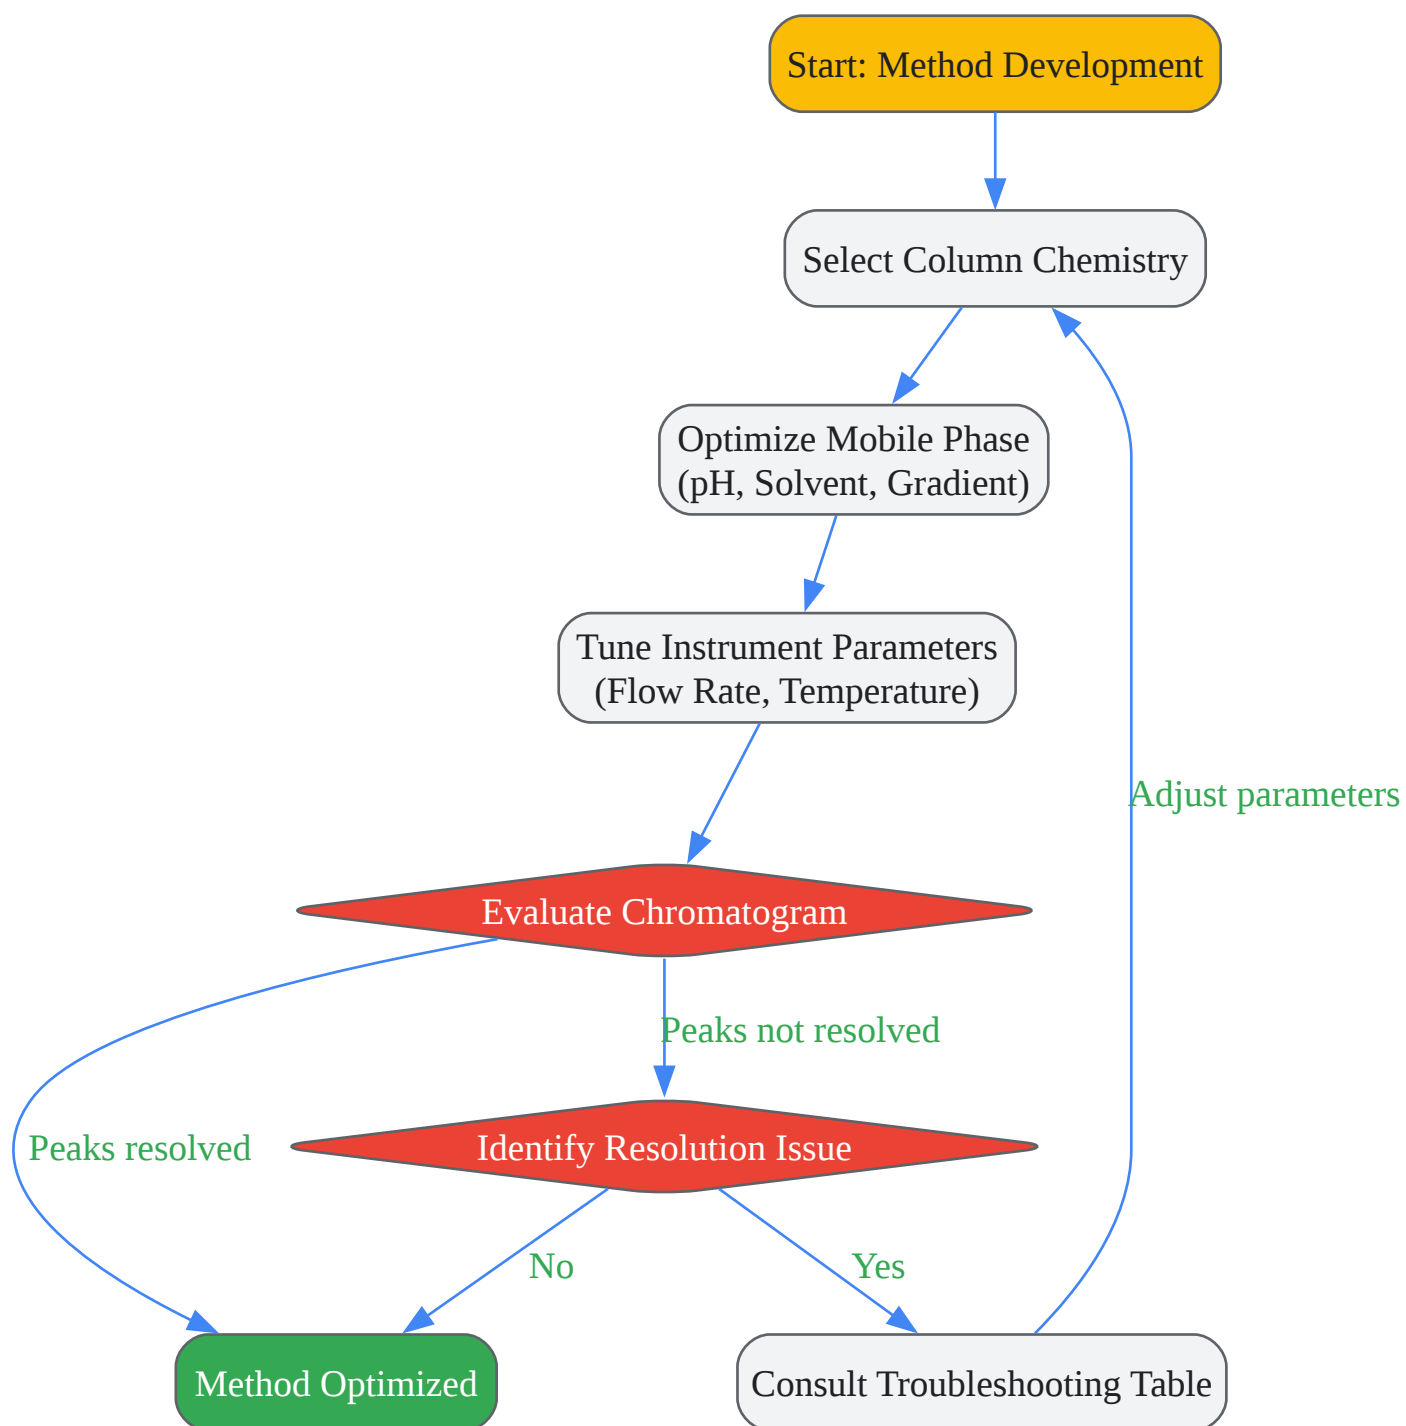 Start: Method Development
Select Column Chemistry
Optimize Mobile Phase
(pH, Solvent, Gradient)
Tune Instrument Parameters
(Flow Rate, Temperature)
Adjust parameters
Evaluate Chromatogram
Peaks not resolved
Peaks resolved
Identify Resolution Issue
No
Yes
Method Optimized
Consult Troubleshooting Table